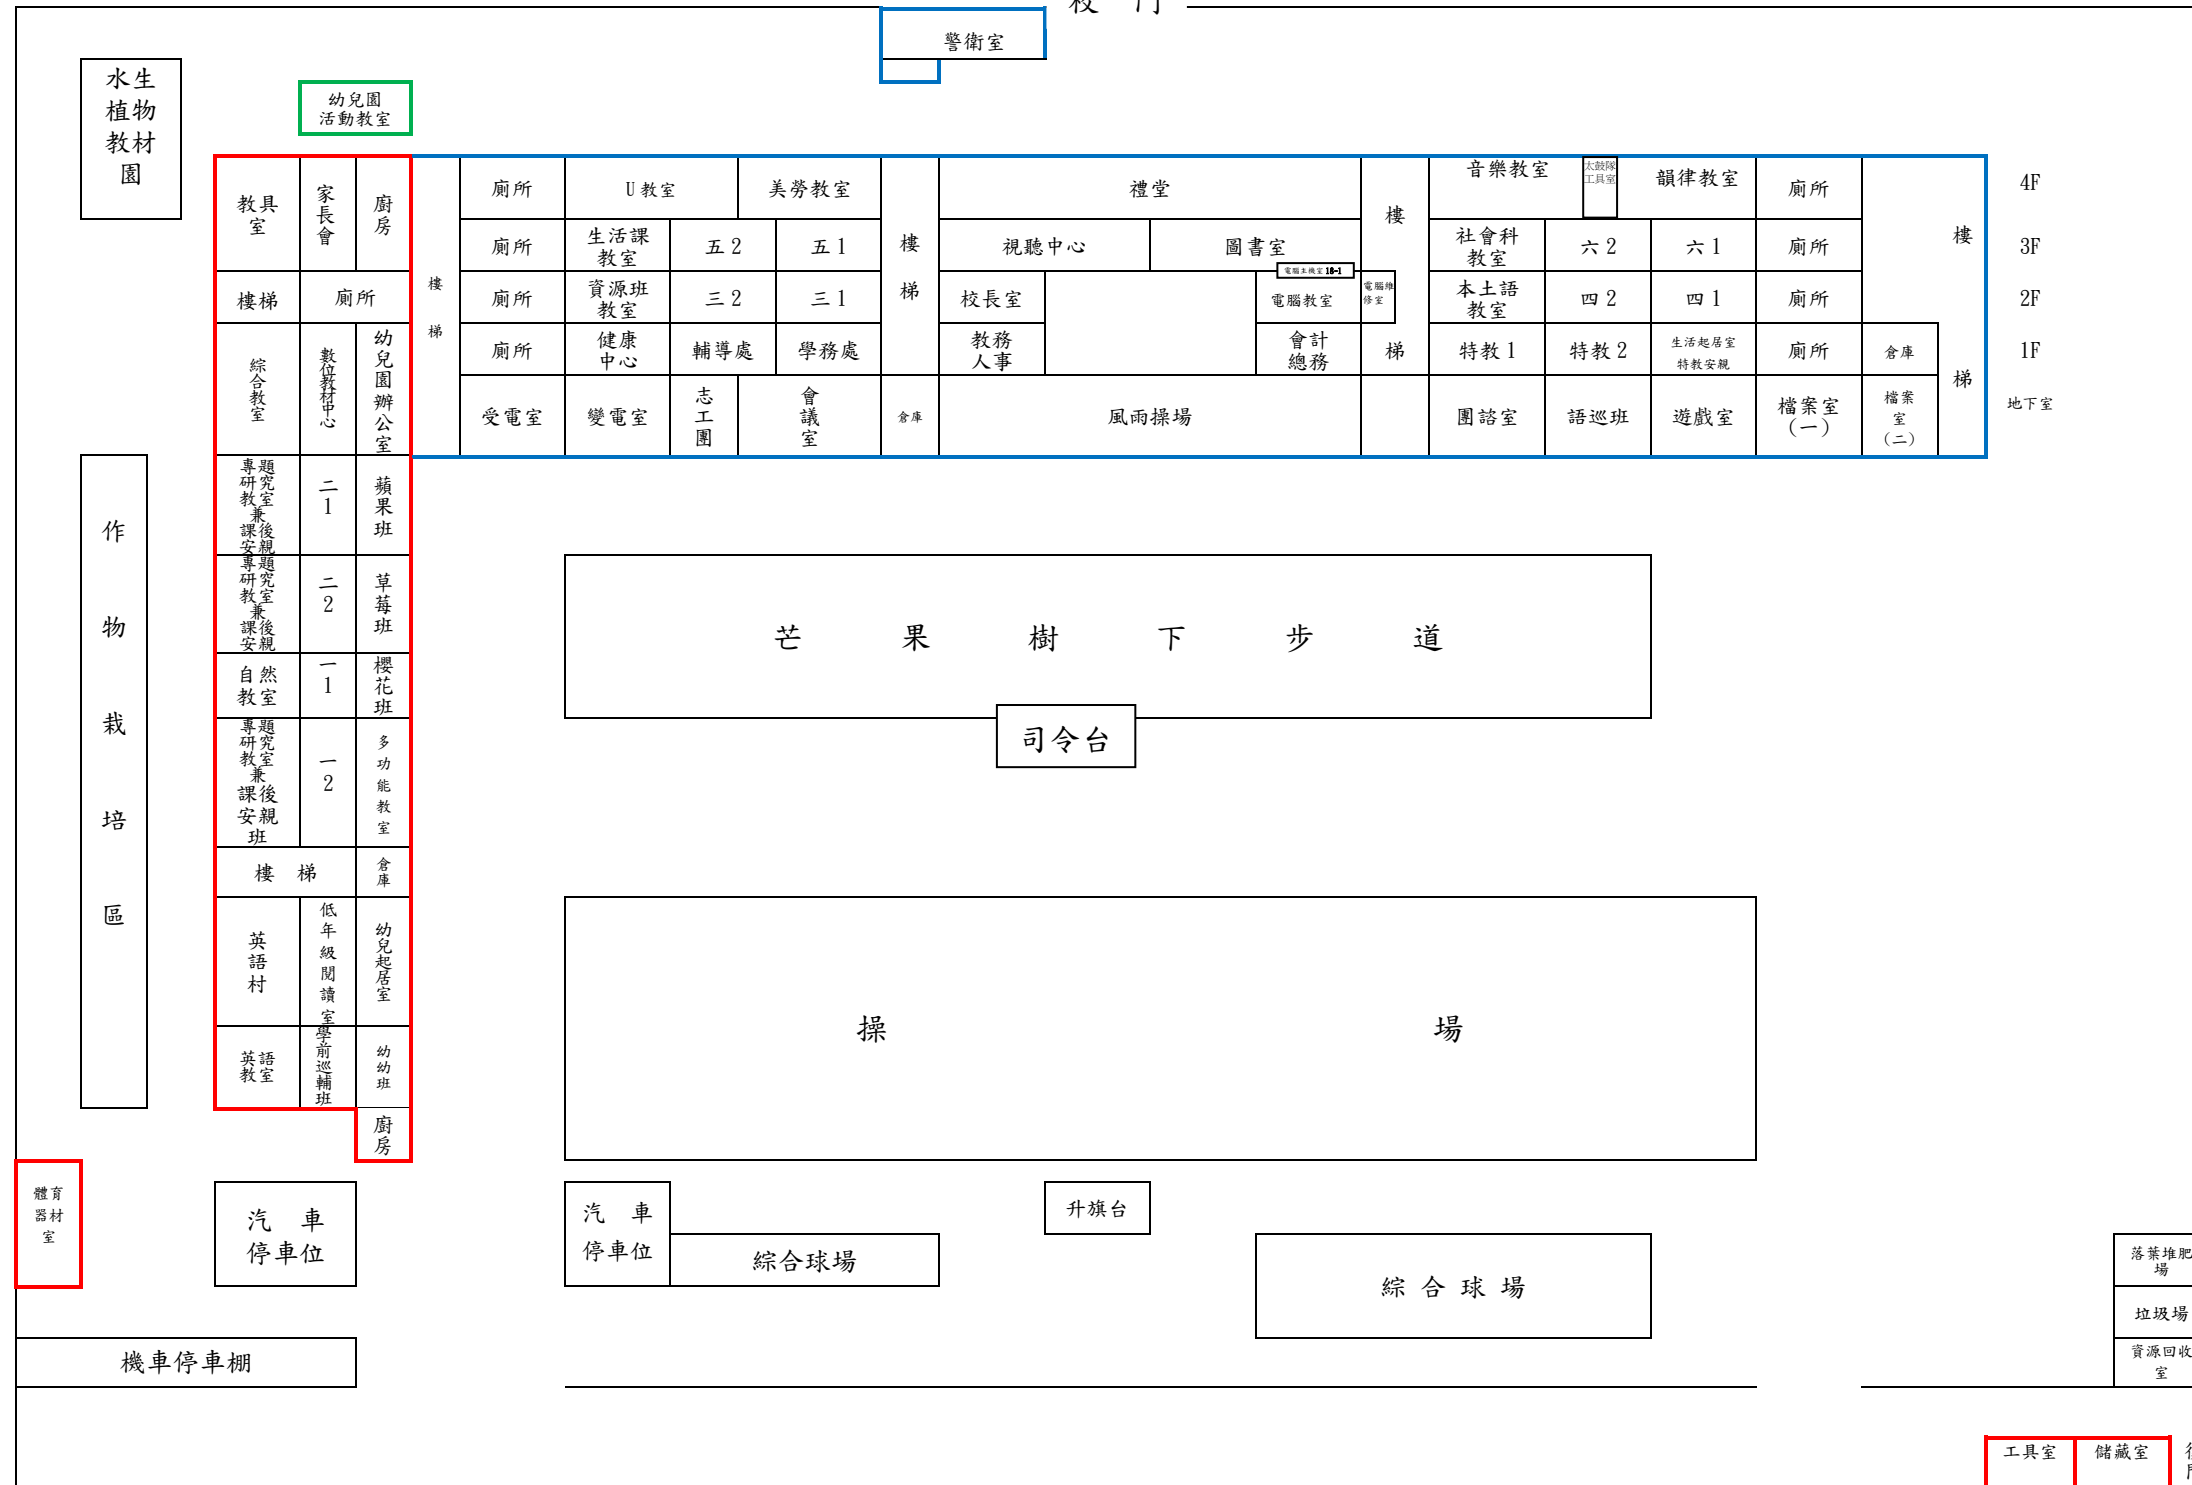 校 門
警衛室
水生
植物
教材
園
幼兒園
活動教室
教具
室
家長會
廚房
廁所
U教室
美勞教室
禮堂
音樂教室
太鼓隊
工具室
韻律教室
廁所
4F
廁所
生活課
教室
五2
五1
樓
梯
視聽中心
圖書室
樓
梯
社會科
教室
六2
六1
廁所
樓
梯
3F
樓梯
廁所
樓
梯
廁所
資源班
教室
三2
三1
校長室
電腦主機室18-1
電腦教室
電腦維
修室
本土語
教室
四2
四1
廁所
2F
綜合教室
數位教材中心
幼兒園辦公室
廁所
健康
中心
輔導處
學務處
教務
人事
會計
總務
特教1
特教2
生活起居室
特教安親
廁所
倉庫
1F
受電室
變電室
志工團
會議室
倉庫
風雨操場
團諮室
語巡班
遊戲室
檔案室
(一)
檔案
室
(二)
地下室
作物栽培區
專題
研究
教室
兼
課後
安親
二1
蘋果班
專題
研究
教室
兼
課後
安親
二2
草莓班
自然
教室
一1
櫻花班
專題
研究
教室
兼
課後
安親
班
一2
多功能教室
樓 梯
倉庫
英語村
低年級閱讀室
幼兒起居室
英語
教室
學前巡輔班
幼幼班
廚房
芒果樹下步道
司令台
操場
體育
器材
室
汽 車
停車位
汽 車
停車位
綜合球場
升旗台
綜合球場
落葉堆肥
場
垃圾場
資源回收
室
機車停車棚
工具室
儲藏室